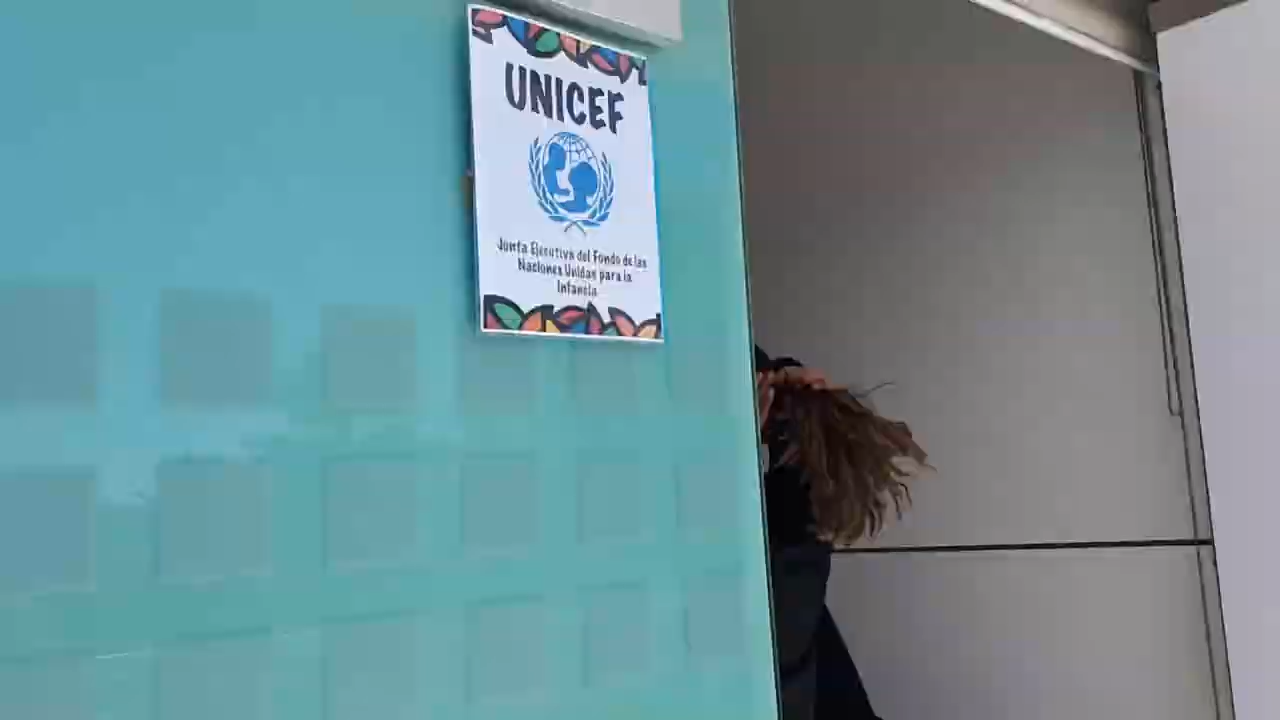 UNICEF
Junta Ejecutiva del Fondo de las
Naciones Unidas para la
Infancia